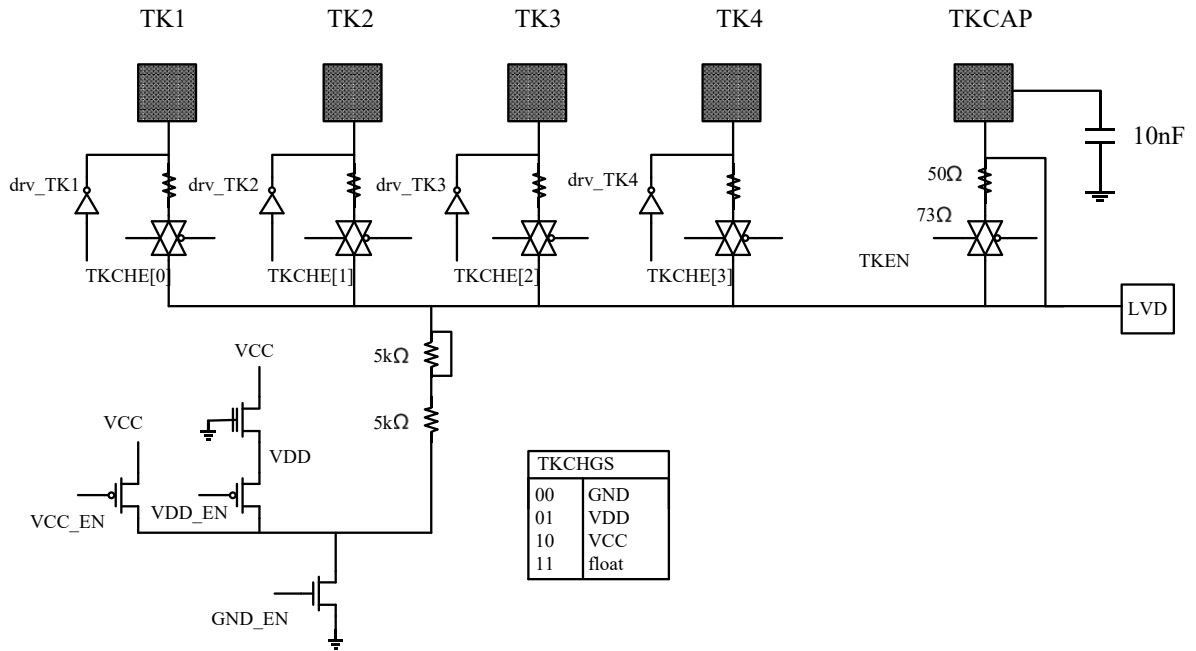 TK1
TK2
TK3
TK4
TKCAP
10nF
drv_TK1
drv_TK2
drv_TK3
drv_TK4
50Ω
73Ω
TKCHE[0]
TKCHE[1]
TKCHE[2]
TKCHE[3]
TKEN
LVD
5kΩ
VCC
5kΩ
VCC
VDD
VCC_EN
VDD_EN
GND_EN
TKCHGS
00 GND
01 VDD
10 VCC
11 float